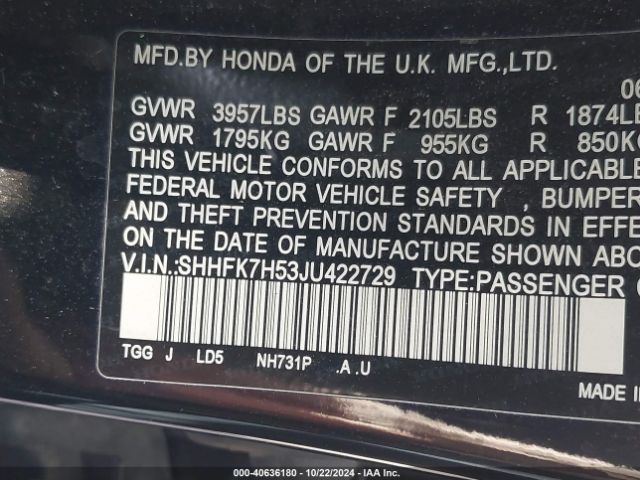 MFD.BY HONDA OF THE U.K. MFG.,LTD.
06
GVWR 3957LBS GAWR F 2105LBS R 1874LB
GVWR 1795KG GAWR F 955KG R 850KG
THIS VEHICLE CONFORMS TO ALL APPLICABLE
FEDERAL MOTOR VEHICLE SAFETY , BUMPER
AND THEFT PREVENTION STANDARDS IN EFFE
ON THE DATE OF MANUFACTURE SHOWN ABO
V.I.N.:SHHFK7H53JU422729 TYPE:PASSENGER C
TGG J LD5 NH731P .A .U
MADE IN
000-40636180 - 10/22/2024 - IAA Inc.